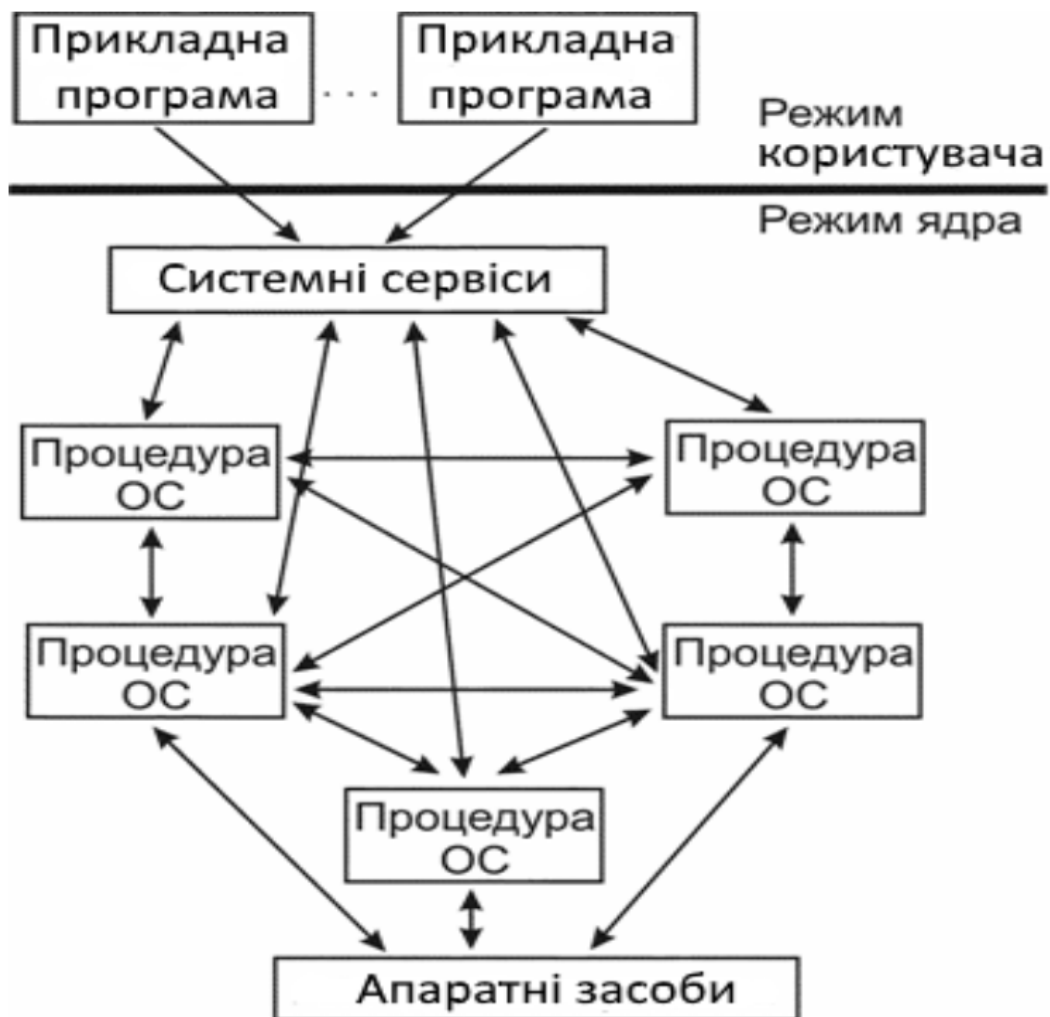 Прикладна
програма
. . . . .
Прикладна
програма
Режим
користувача
Режим ядра
Системні сервіси
Процедура
ОС
Процедура
ОС
Процедура
ОС
Процедура
ОС
Процедура
ОС
Апаратні засоби